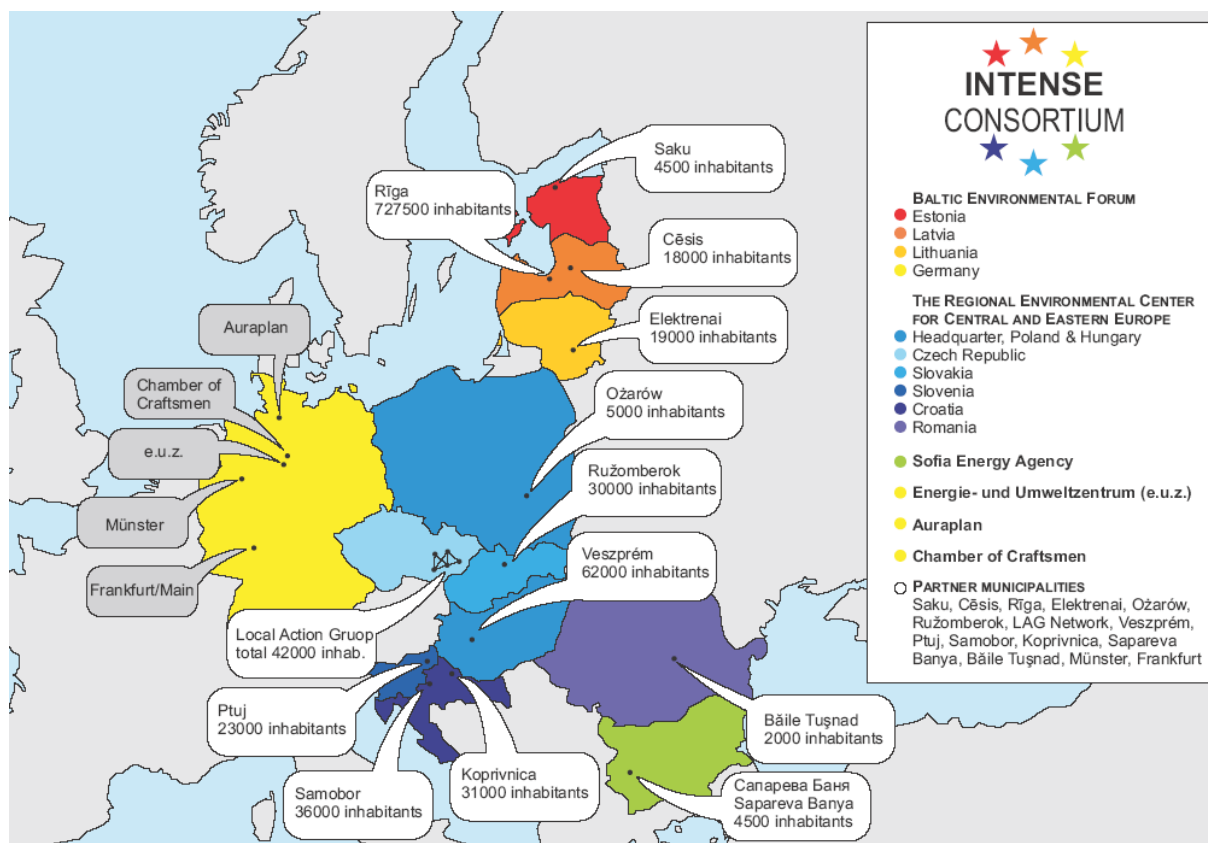 Saku
4500 inhabitants
Rīga
727500 inhabitants
Cēsis
18000 inhabitants
Elektrenai
19000 inhabitants
Auraplan
Chamber of
Craftsmen
e.u.z.
Münster
Frankfurt/Main
Ożarów
5000 inhabitants
Ružomberok
30000 inhabitants
Veszprém
62000 inhabitants
Local Action Gruop
total 42000 inhab.
Ptuj
23000 inhabitants
Samobor
36000 inhabitants
Koprivnica
31000 inhabitants
Băile Tuşnad
2000 inhabitants
Сапарева Баня
Sapareva Banya
4500 inhabitants
INTENSE
CONSORTIUM
BALTIC ENVIRONMENTAL FORUM
Estonia
Latvia
Lithuania
Germany
THE REGIONAL ENVIRONMENTAL CENTER
FOR CENTRAL AND EASTERN EUROPE
Headquarter, Poland & Hungary
Czech Republic
Slovakia
Slovenia
Croatia
Romania
Sofia Energy Agency
Energie- und Umweltzentrum (e.u.z.)
Auraplan
Chamber of Craftsmen
PARTNER MUNICIPALITIES
Saku, Cēsis, Rīga, Elektrenai, Ożarów,
Ružomberok, LAG Network, Veszprém,
Ptuj, Samobor, Koprivnica, Sapareva
Banya, Băile Tuşnad, Münster, Frankfurt